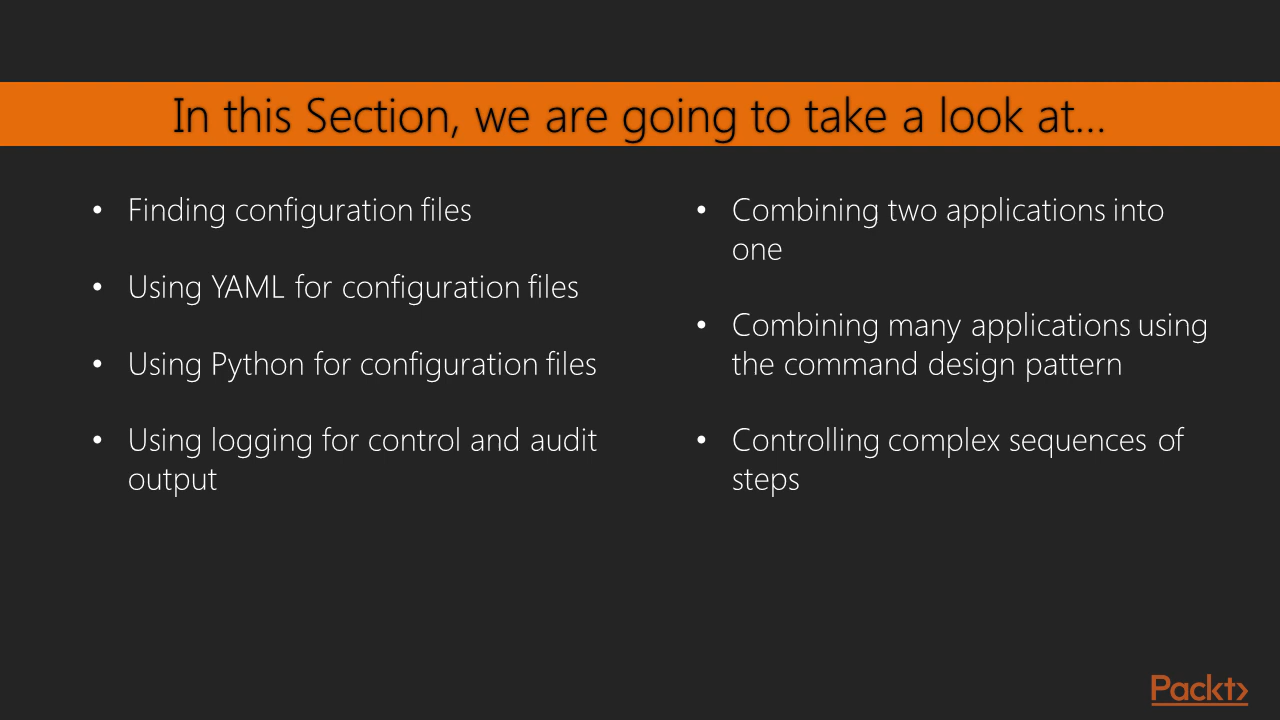 In this Section, we are going to take a look at...
• Finding configuration files
• Using YAML for configuration files
• Using Python for configuration files
• Using logging for control and audit
output
• Combining two applications into
one
• Combining many applications using
the command design pattern
• Controlling complex sequences of
steps
Packt>